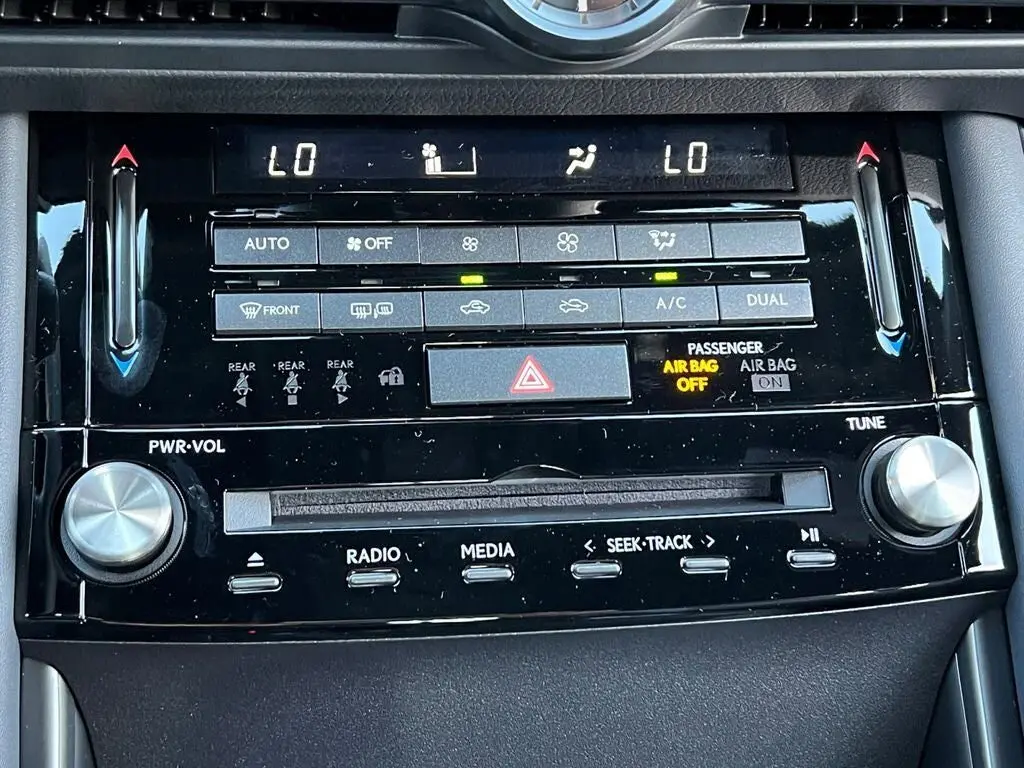 LO LO
AUTO OFF
FRONT A/C DUAL
REAR REAR REAR
PASSENGER
AIR BAG OFF
AIR BAG ON
PWR•VOL
TUNE
RADIO MEDIA < SEEK•TRACK >